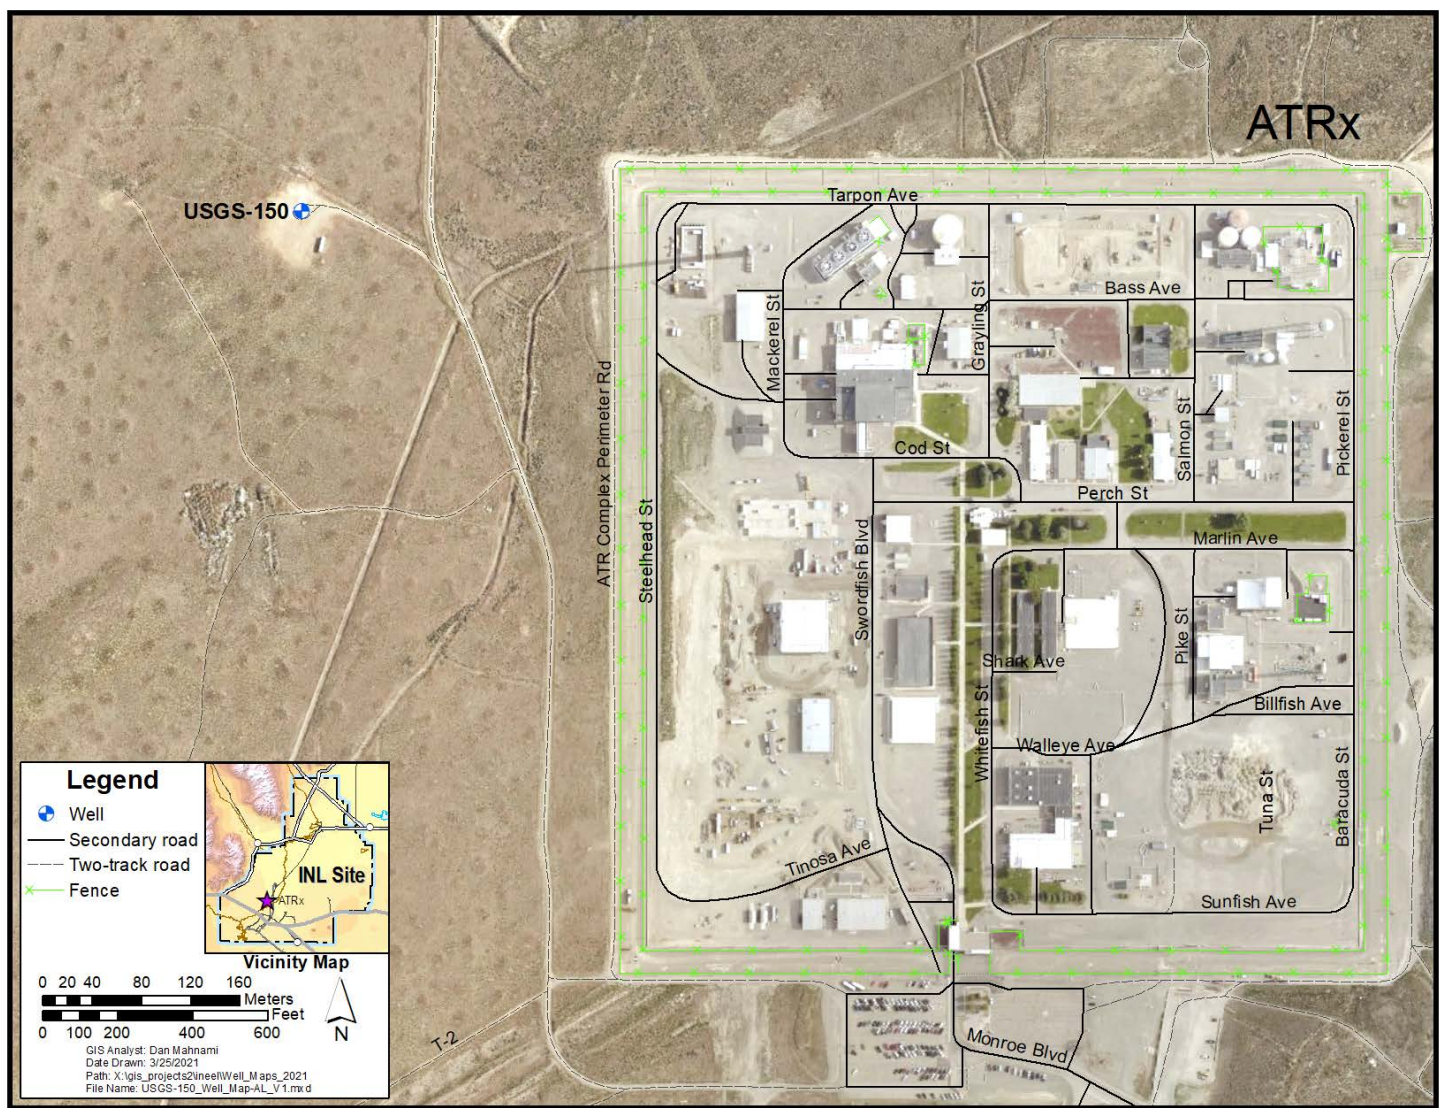 ATRx
USGS-150
Tarpon Ave
Bass Ave
Mackerel St
Grayling St
ATR Complex Perimeter Rd
Salmon St
Pickerel St
Cod St
Perch St
Steelhead St
Swordfish Blvd
Marlin Ave
Pike St
Shark Ave
Whitefish St
Billfish Ave
Walleye Ave
Tuna St
Baracuda St
Tinosa Ave
Sunfish Ave
Monroe Blvd
T-2
Legend
Well
Secondary road
Two-track road
Fence
INL Site
ATRx
Vicinity Map
0 20 40 80 120 160
Meters
Feet
0 100 200 400 600
N
GIS Analyst: Dan Mahnami
Date Drawn: 3/25/2021
Path: X:\gis_projects2\ineel\Well_Maps_2021
File Name: USGS-150_Well_Map-AL_V1.mxd